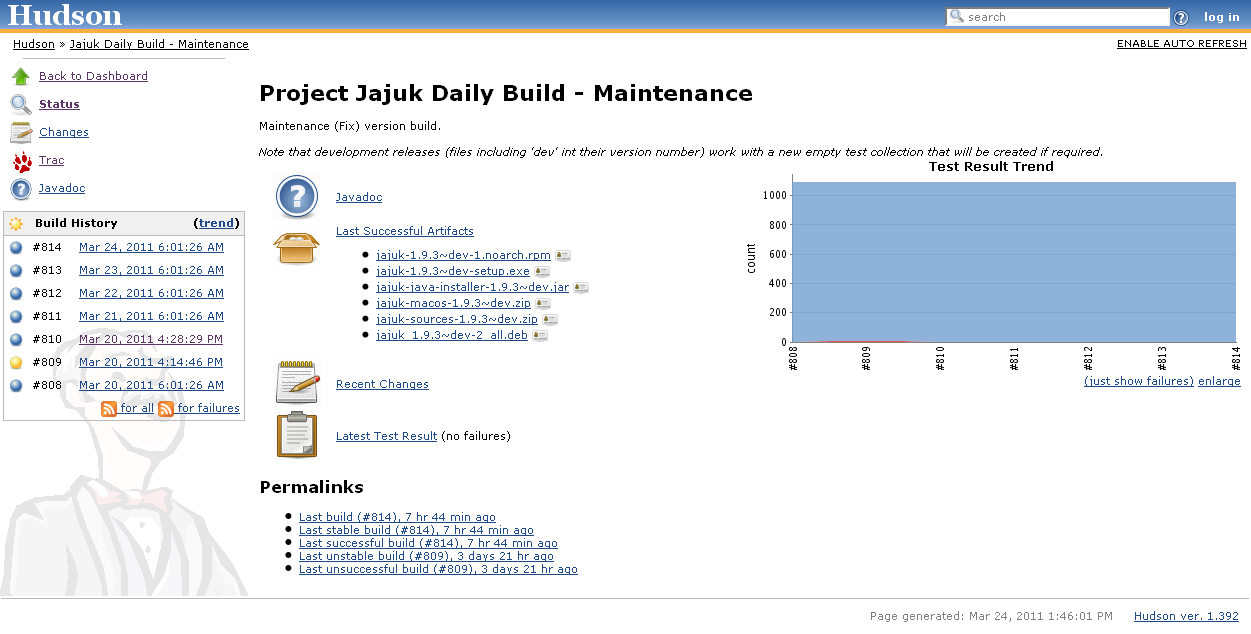 Hudson
search
log in
Hudson » Jajuk Daily Build - Maintenance
ENABLE AUTO REFRESH
Back to Dashboard
Status
Changes
Trac
Javadoc
Build History (trend)
#814 Mar 24, 2011 6:01:26 AM
#813 Mar 23, 2011 6:01:26 AM
#812 Mar 22, 2011 6:01:26 AM
#811 Mar 21, 2011 6:01:26 AM
#810 Mar 20, 2011 4:28:29 PM
#809 Mar 20, 2011 4:14:46 PM
#808 Mar 20, 2011 6:01:26 AM
for all for failures
Project Jajuk Daily Build - Maintenance
Maintenance (Fix) version build.
Note that development releases (files including 'dev' int their version number) work with a new empty test collection that will be created if required.
Javadoc
Last Successful Artifacts
jajuk-1.9.3~dev-1.noarch.rpm
jajuk-1.9.3~dev-setup.exe
jajuk-java-installer-1.9.3~dev.jar
jajuk-macos-1.9.3~dev.zip
jajuk-sources-1.9.3~dev.zip
jajuk_1.9.3~dev-2_all.deb
Recent Changes
Latest Test Result (no failures)
Test Result Trend
count
1000
800
600
400
200
0
#808 #809 #810 #811 #812 #813 #814
(just show failures) enlarge
Permalinks
Last build (#814), 7 hr 44 min ago
Last stable build (#814), 7 hr 44 min ago
Last successful build (#814), 7 hr 44 min ago
Last unstable build (#809), 3 days 21 hr ago
Last unsuccessful build (#809), 3 days 21 hr ago
Page generated: Mar 24, 2011 1:46:01 PM Hudson ver. 1.392